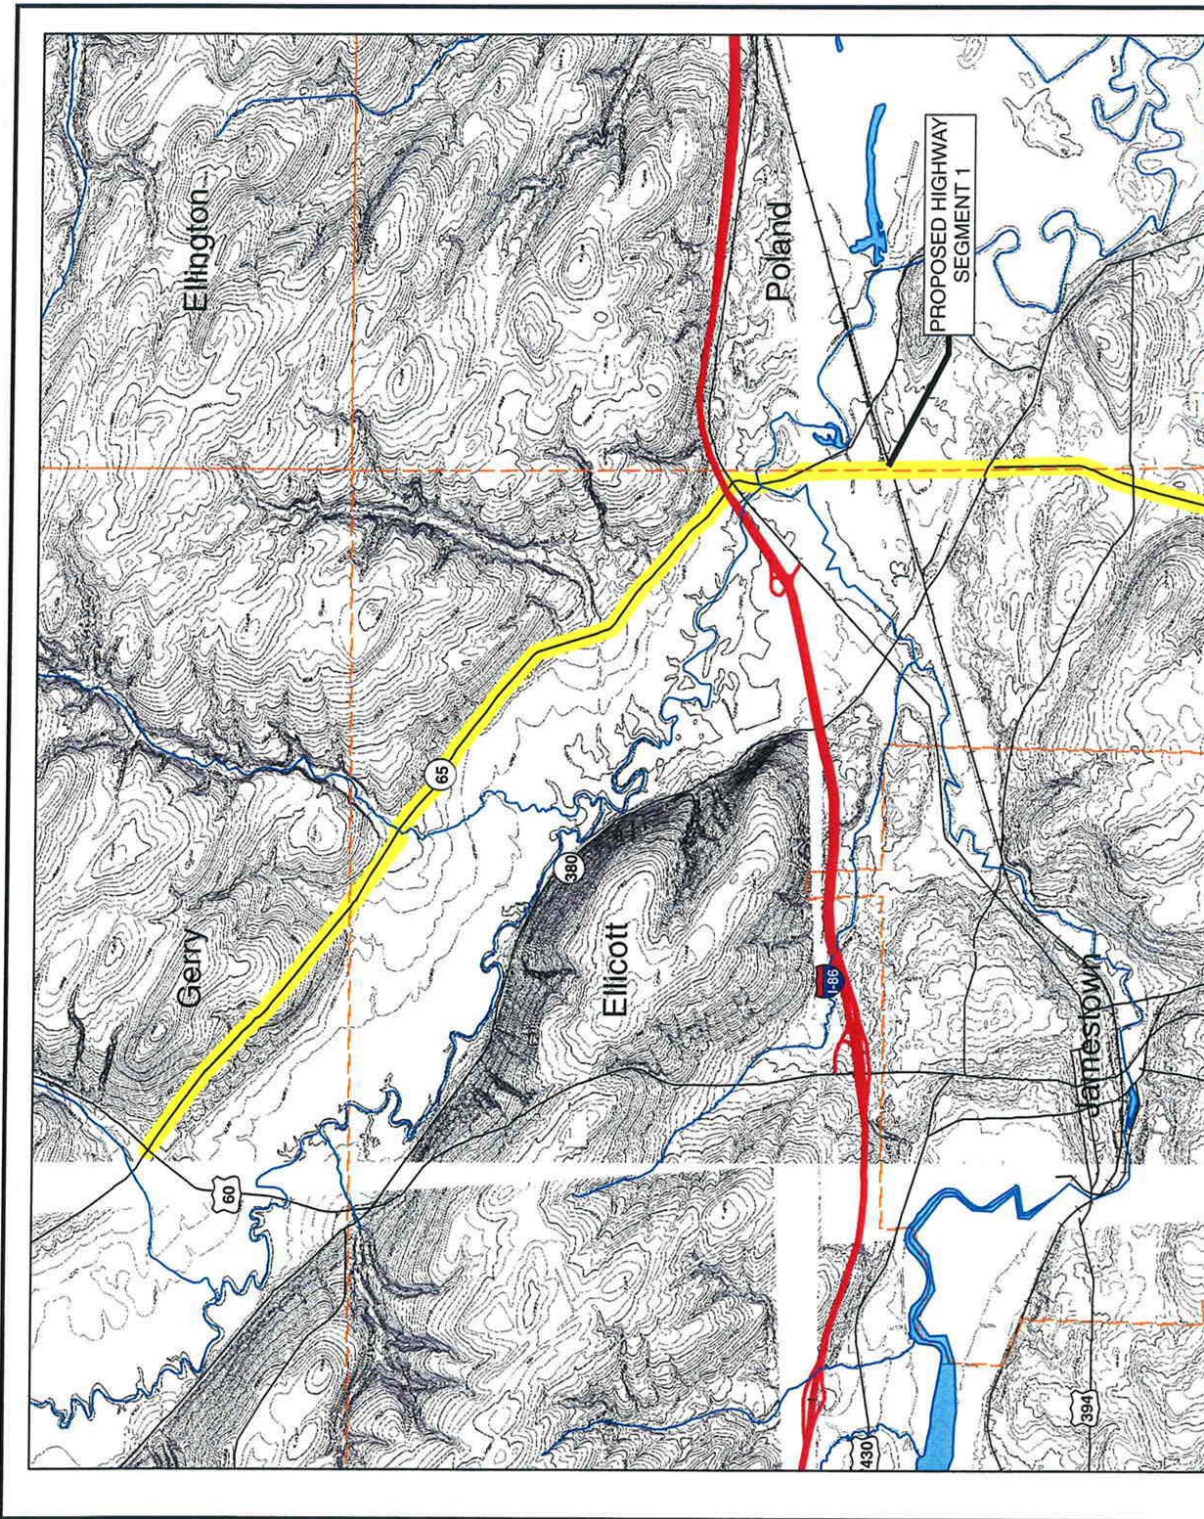 Ellington
Gerry
65
60
380
Ellicott
I-86
Poland
PROPOSED HIGHWAY
SEGMENT 1
Jamestown
430
394